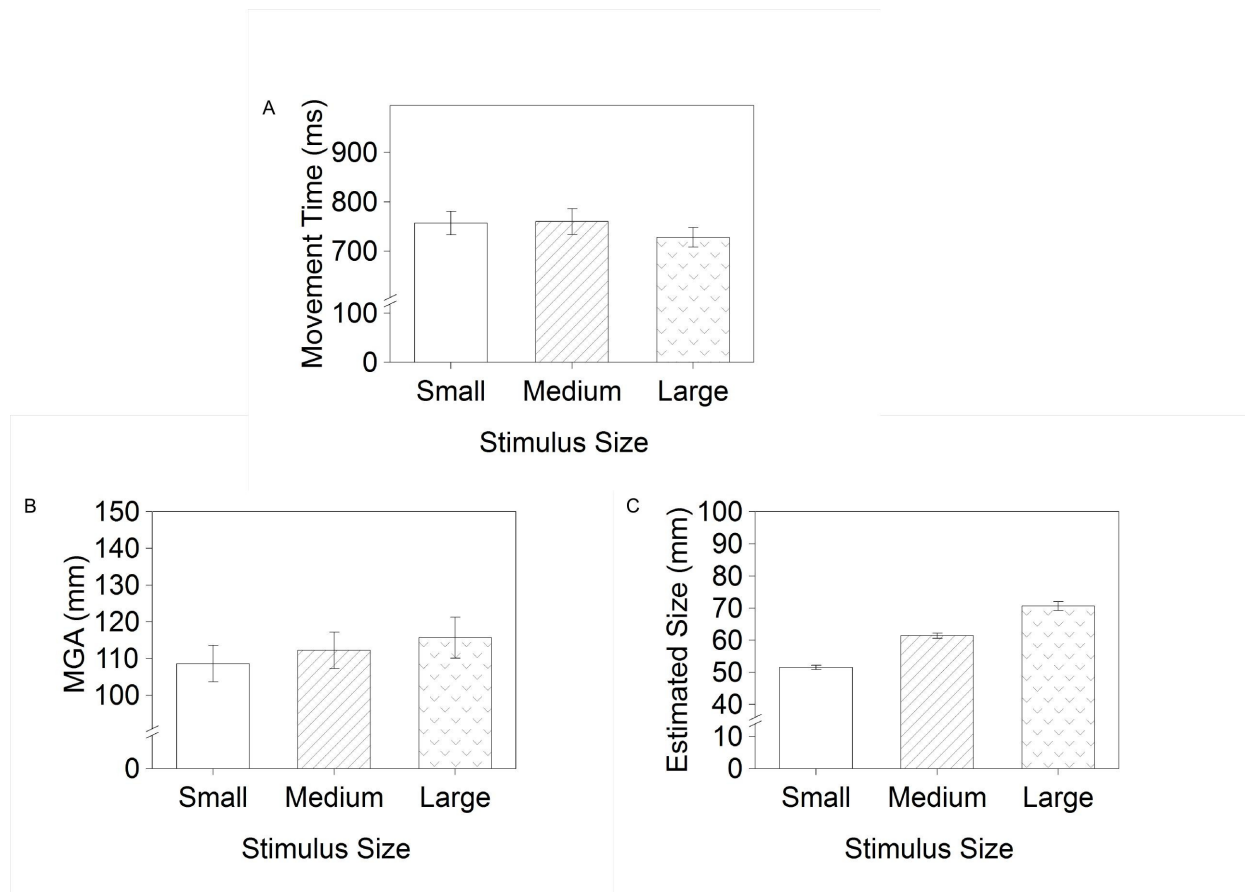 A
Movement Time (ms)
900
800
700
100
0
Small Medium Large
Stimulus Size
B
MGA (mm)
150
140
130
120
110
100
0
Small Medium Large
Stimulus Size
C
Estimated Size (mm)
100
90
80
70
60
50
40
10
0
Small Medium Large
Stimulus Size